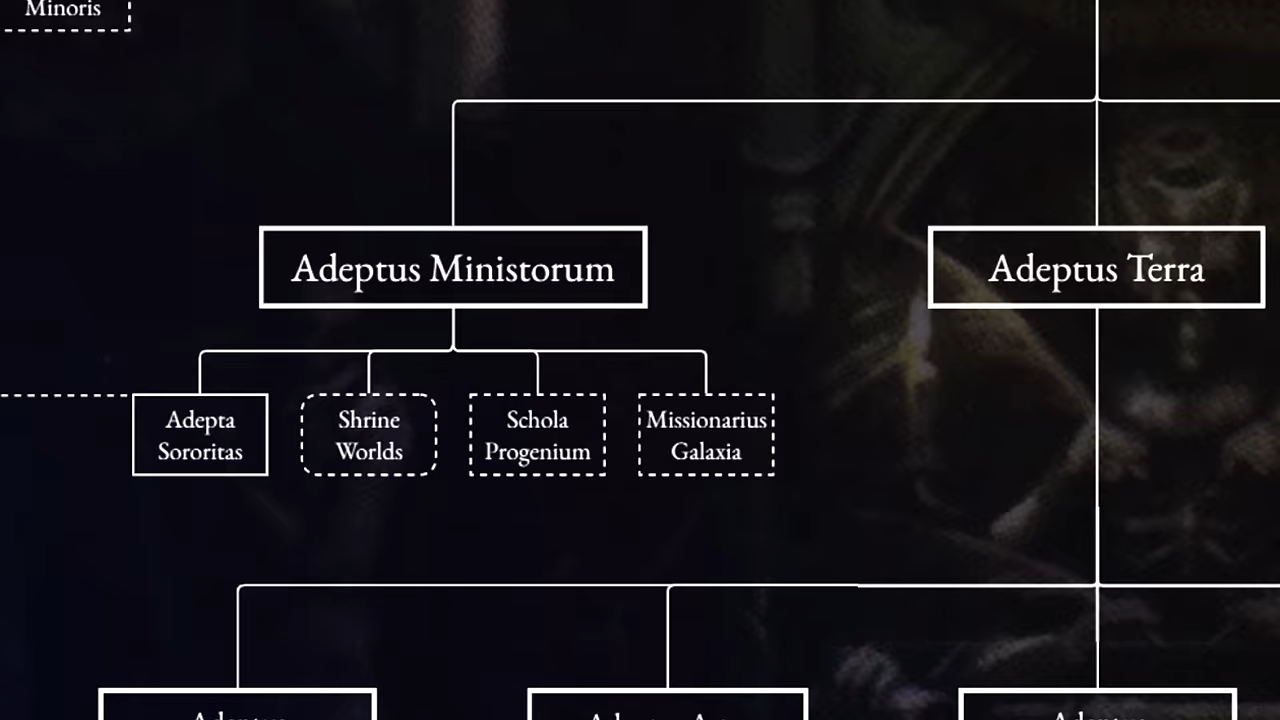 Minoris
Adeptus Ministorum
Adeptus Terra
Adepta
Sororitas
Shrine
Worlds
Schola
Progenium
Missionarius
Galaxia